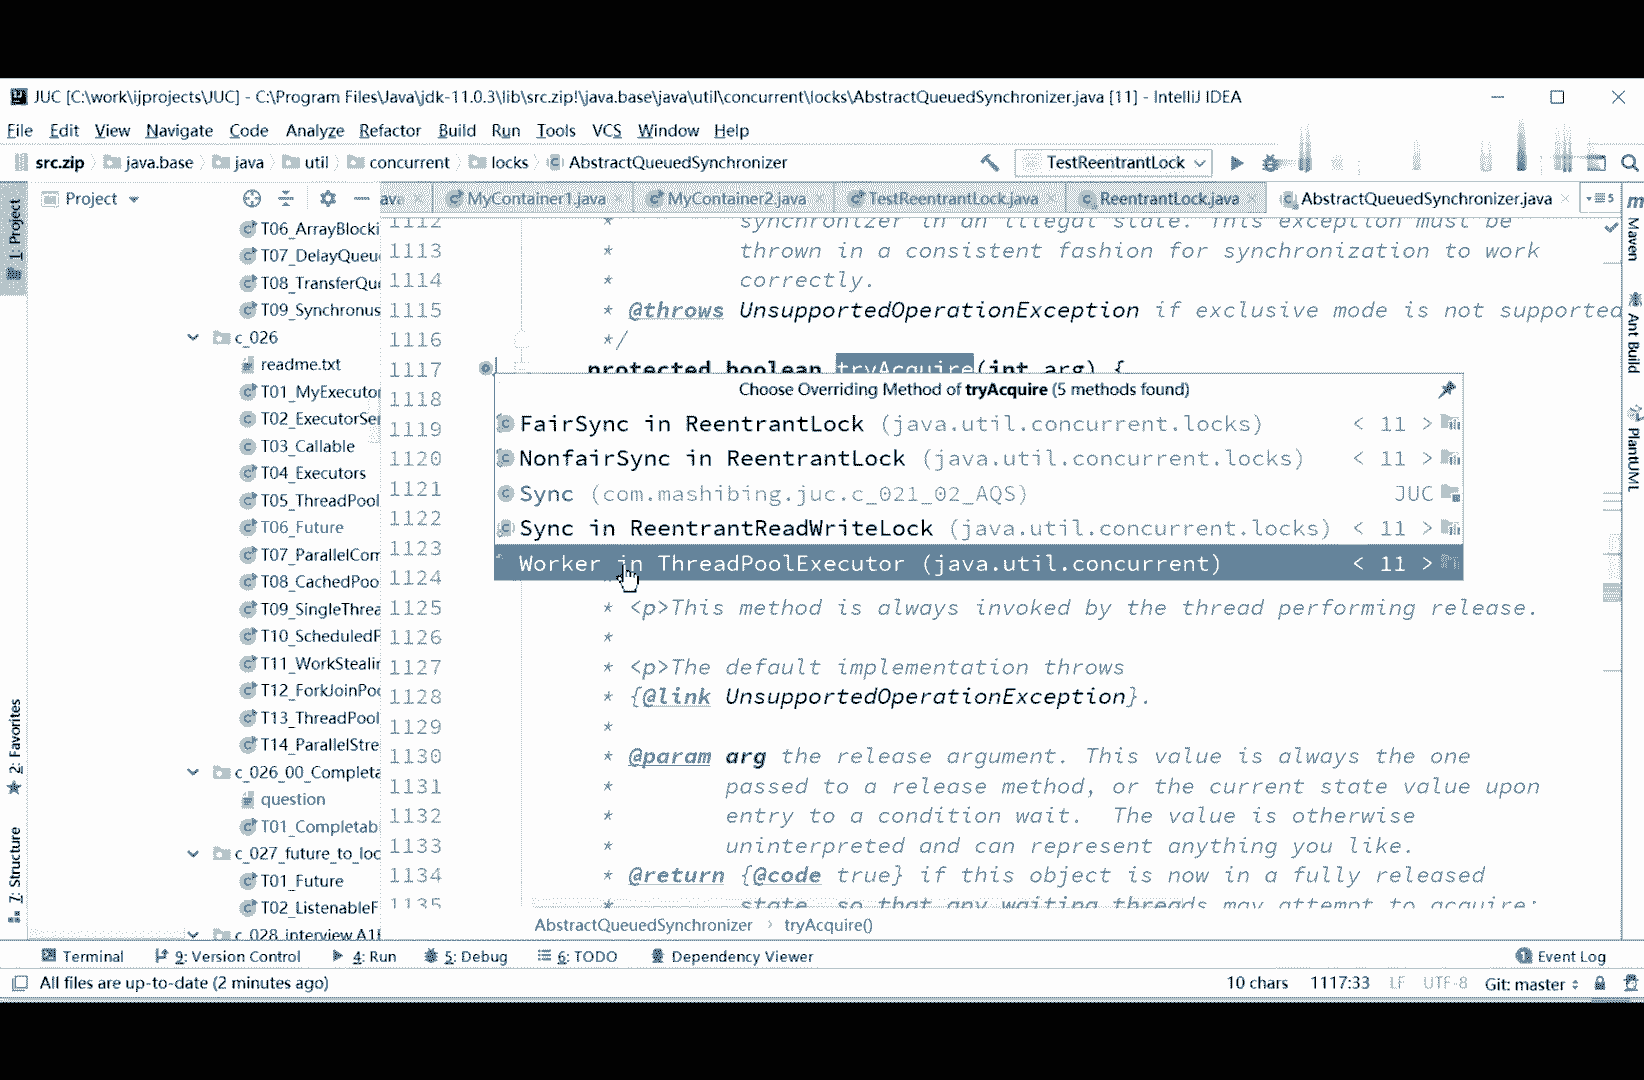 JUC [C:\work\ijprojects\JUC] - C:\Program Files\Java\jdk-11.0.3\lib\src.zip!\java.base\java\util\concurrent\locks\AbstractQueuedSynchronizer.java [11] - IntelliJ IDEA
File Edit View Navigate Code Analyze Refactor Build Run Tools VCS Window Help
src.zip java.base java util concurrent locks AbstractQueuedSynchronizer TestReentrantLock
Project ava MyContainer1.java MyContainer2.java TestReentrantLock.java ReentrantLock.java AbstractQueuedSynchronizer.java 5
1: Project
2: Favorites
7: Structure
T06_ArrayBlocki
T07_DelayQueu
T08_TransferQu
T09_Synchronus
c_026
readme.txt
T01_MyExecutor
T02_ExecutorSer
T03_Callable
T04_Executors
T05_ThreadPool
T06_Future
T07_ParallelCom
T08_CachedPoo
T09_SingleThrea
T10_ScheduledP
T11_WorkStealin
T12_ForkJoinPoo
T13_ThreadPool
T14_ParallelStre
c_026_00_Completa
question
T01_Completab
c_027_future_to_loo
T01_Future
T02_ListenableF
c_028_interview_A1B
1112 * synchronizer in an illegal state. This exception must be
1113 * thrown in a consistent fashion for synchronization to work
1114 * correctly.
1115 * @throws UnsupportedOperationException if exclusive mode is not supported
1116 */
1117 protected boolean tryAcquire(int arg) {
Choose Overriding Method of tryAcquire (5 methods found)
1118
FairSync in ReentrantLock (java.util.concurrent.locks) < 11 >
1119
NonfairSync in ReentrantLock (java.util.concurrent.locks) < 11 >
1120
Sync (com.mashibing.juc.c_021_02_AQS) JUC
1121
Sync in ReentrantReadWriteLock (java.util.concurrent.locks) < 11 >
1122
Worker in ThreadPoolExecutor (java.util.concurrent) < 11 >
1123
1124
1125 * <p>This method is always invoked by the thread performing release.
1126 *
1127 * <p>The default implementation throws
1128 * {@link UnsupportedOperationException}.
1129 *
1130 * @param arg the release argument. This value is always the one
1131 * passed to a release method, or the current state value upon
1132 * entry to a condition wait.  The value is otherwise
1133 * uninterpreted and can represent anything you like.
1134 * @return {@code true} if this object is now in a fully released
1135 state, so that any waiting threads may attempt to acquire;
AbstractQueuedSynchronizer › tryAcquire()
Maven
Ant Build
PlantUML
Terminal 9: Version Control 4: Run 5: Debug 6: TODO Dependency Viewer 1 Event Log
All files are up-to-date (2 minutes ago) 10 chars 1117:33 LF UTF-8 Git: master